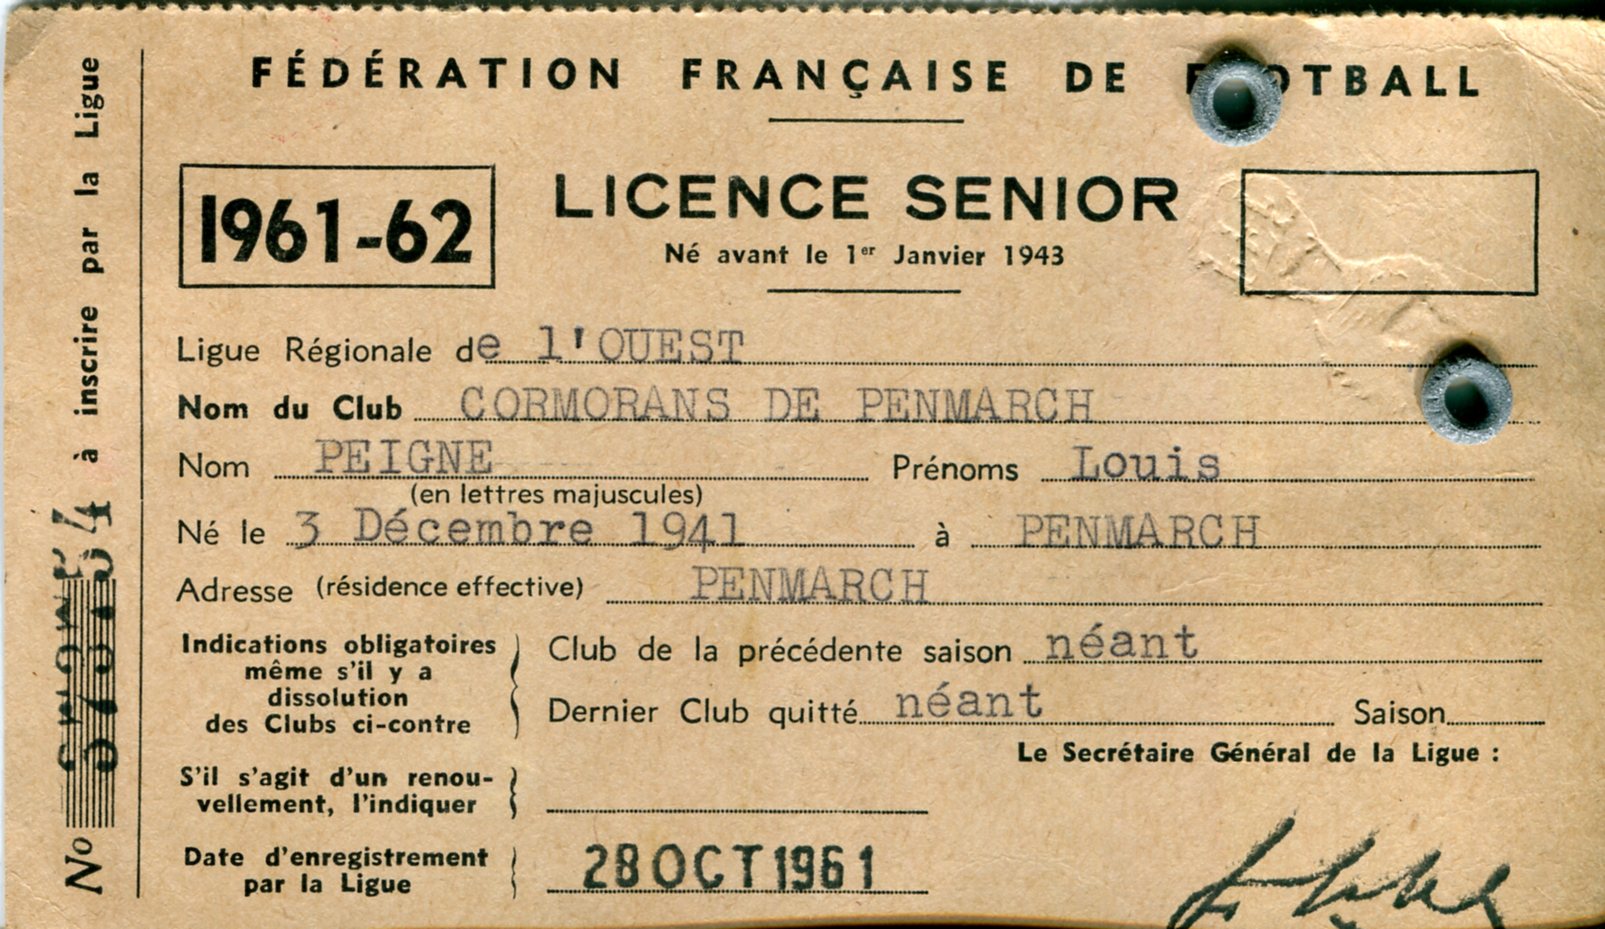 FÉDÉRATION FRANÇAISE DE FOOTBALL
1961-62
LICENCE SENIOR
Né avant le 1er Janvier 1943
Ligue Régionale de l'OUEST
Nom du Club CORMORANS DE PENMARCH
Nom PEIGNE Prénoms Louis
(en lettres majuscules)
Né le 3 Décembre 1941 à PENMARCH
Adresse (résidence effective) PENMARCH
Indications obligatoires
même s'il y a
dissolution
des Clubs ci-contre
Club de la précédente saison néant
Dernier Club quitté néant Saison
Le Secrétaire Général de la Ligue :
S'il s'agit d'un renou-
vellement, l'indiquer
Date d'enregistrement
par la Ligue
28 OCT 1961
No
à inscrire par la Ligue